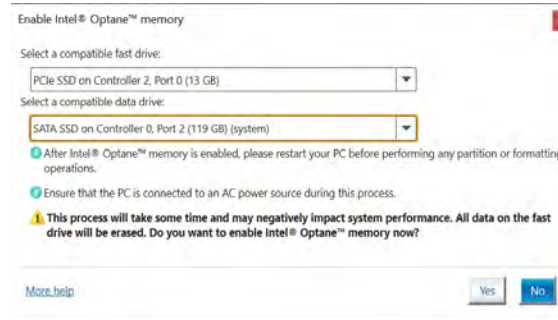 Enable Intel® Optane™ memory
Select a compatible fast drive:
PCIe SSD on Controller 2, Port 0 (13 GB)
Select a compatible data drive:
SATA SSD on Controller 0, Port 2 (119 GB) (system)
After Intel® Optane™ memory is enabled, please restart your PC before performing any partition or formatting
operations.
Ensure that the PC is connected to an AC power source during this process.
This process will take some time and may negatively impact system performance. All data on the fast
drive will be erased. Do you want to enable Intel® Optane™ memory now?
More help
Yes
No